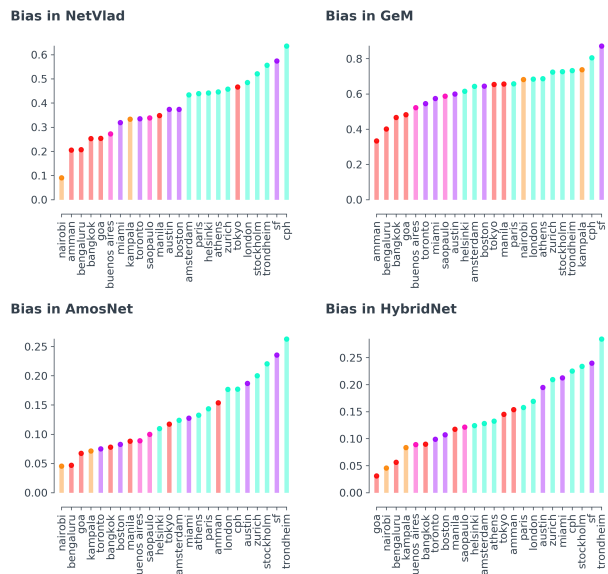 Bias in NetVlad
0.6
0.5
0.4
0.3
0.2
0.1
0.0
nairobi
amman
bengaluru
bangkok
goa
buenos aires
miami
kampala
toronto
saopaulo
manila
austin
boston
amsterdam
paris
helsinki
athens
zurich
tokyo
london
stockholm
trondheim
sf
cph
Bias in GeM
0.8
0.6
0.4
0.2
0.0
amman
bengaluru
bangkok
goa
buenos aires
toronto
miami
saopaulo
austin
helsinki
amsterdam
boston
tokyo
manila
paris
nairobi
london
athens
zurich
stockholm
trondheim
kampala
cph
sf
Bias in AmosNet
0.25
0.20
0.15
0.10
0.05
0.00
nairobi
bengaluru
goa
kampala
toronto
bangkok
boston
manila
uenos aires
saopaulo
helsinki
tokyo
amsterdam
miami
athens
paris
amman
london
cph
austin
zurich
stockholm
sf
trondheim
Bias in HybridNet
0.25
0.20
0.15
0.10
0.05
0.00
goa
nairobi
bengaluru
kampala
uenos aires
bangkok
toronto
boston
manila
saopaulo
helsinki
amsterdam
athens
tokyo
amman
paris
london
austin
zurich
miami
cph
stockholm
sf
trondheim